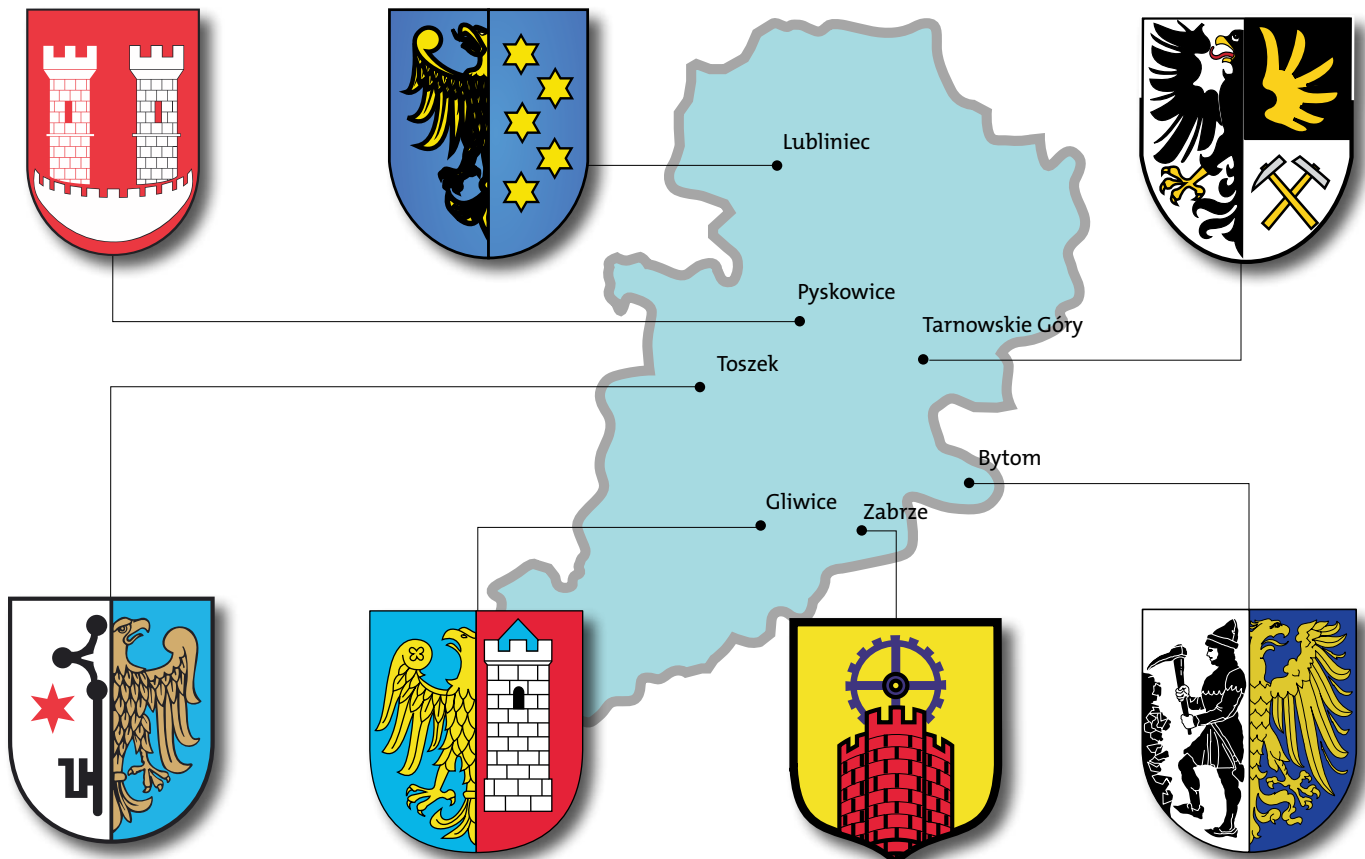 Lubliniec
Pyskowice
Tarnowskie Góry
Toszek
Bytom
Gliwice
Zabrze